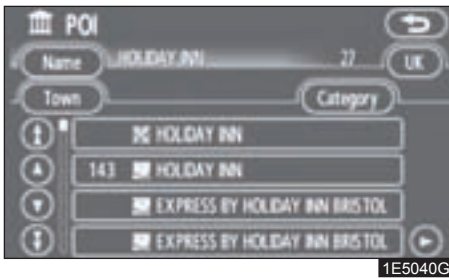 POI
Name HOLIDAY INN 27 UK
Town Category
HOLIDAY INN
143 HOLIDAY INN
EXPRESS BY HOLIDAY INN BRISTOL
EXPRESS BY HOLIDAY INN BRISTOL
1E5040G